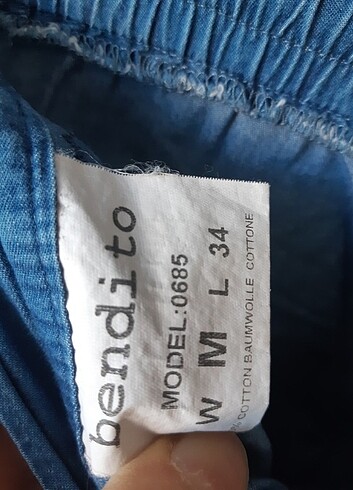 bendito
MODEL:0685
W M L 34
COTTON BAUMWOLLE COTTONE